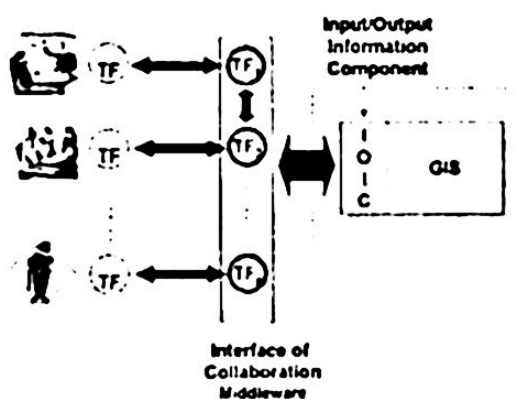 Input/Output
Information
Component
TF
TF
TF
TF
I
O
I
C
GIS
TF
TF
Interface of
Collaboration
Middleware